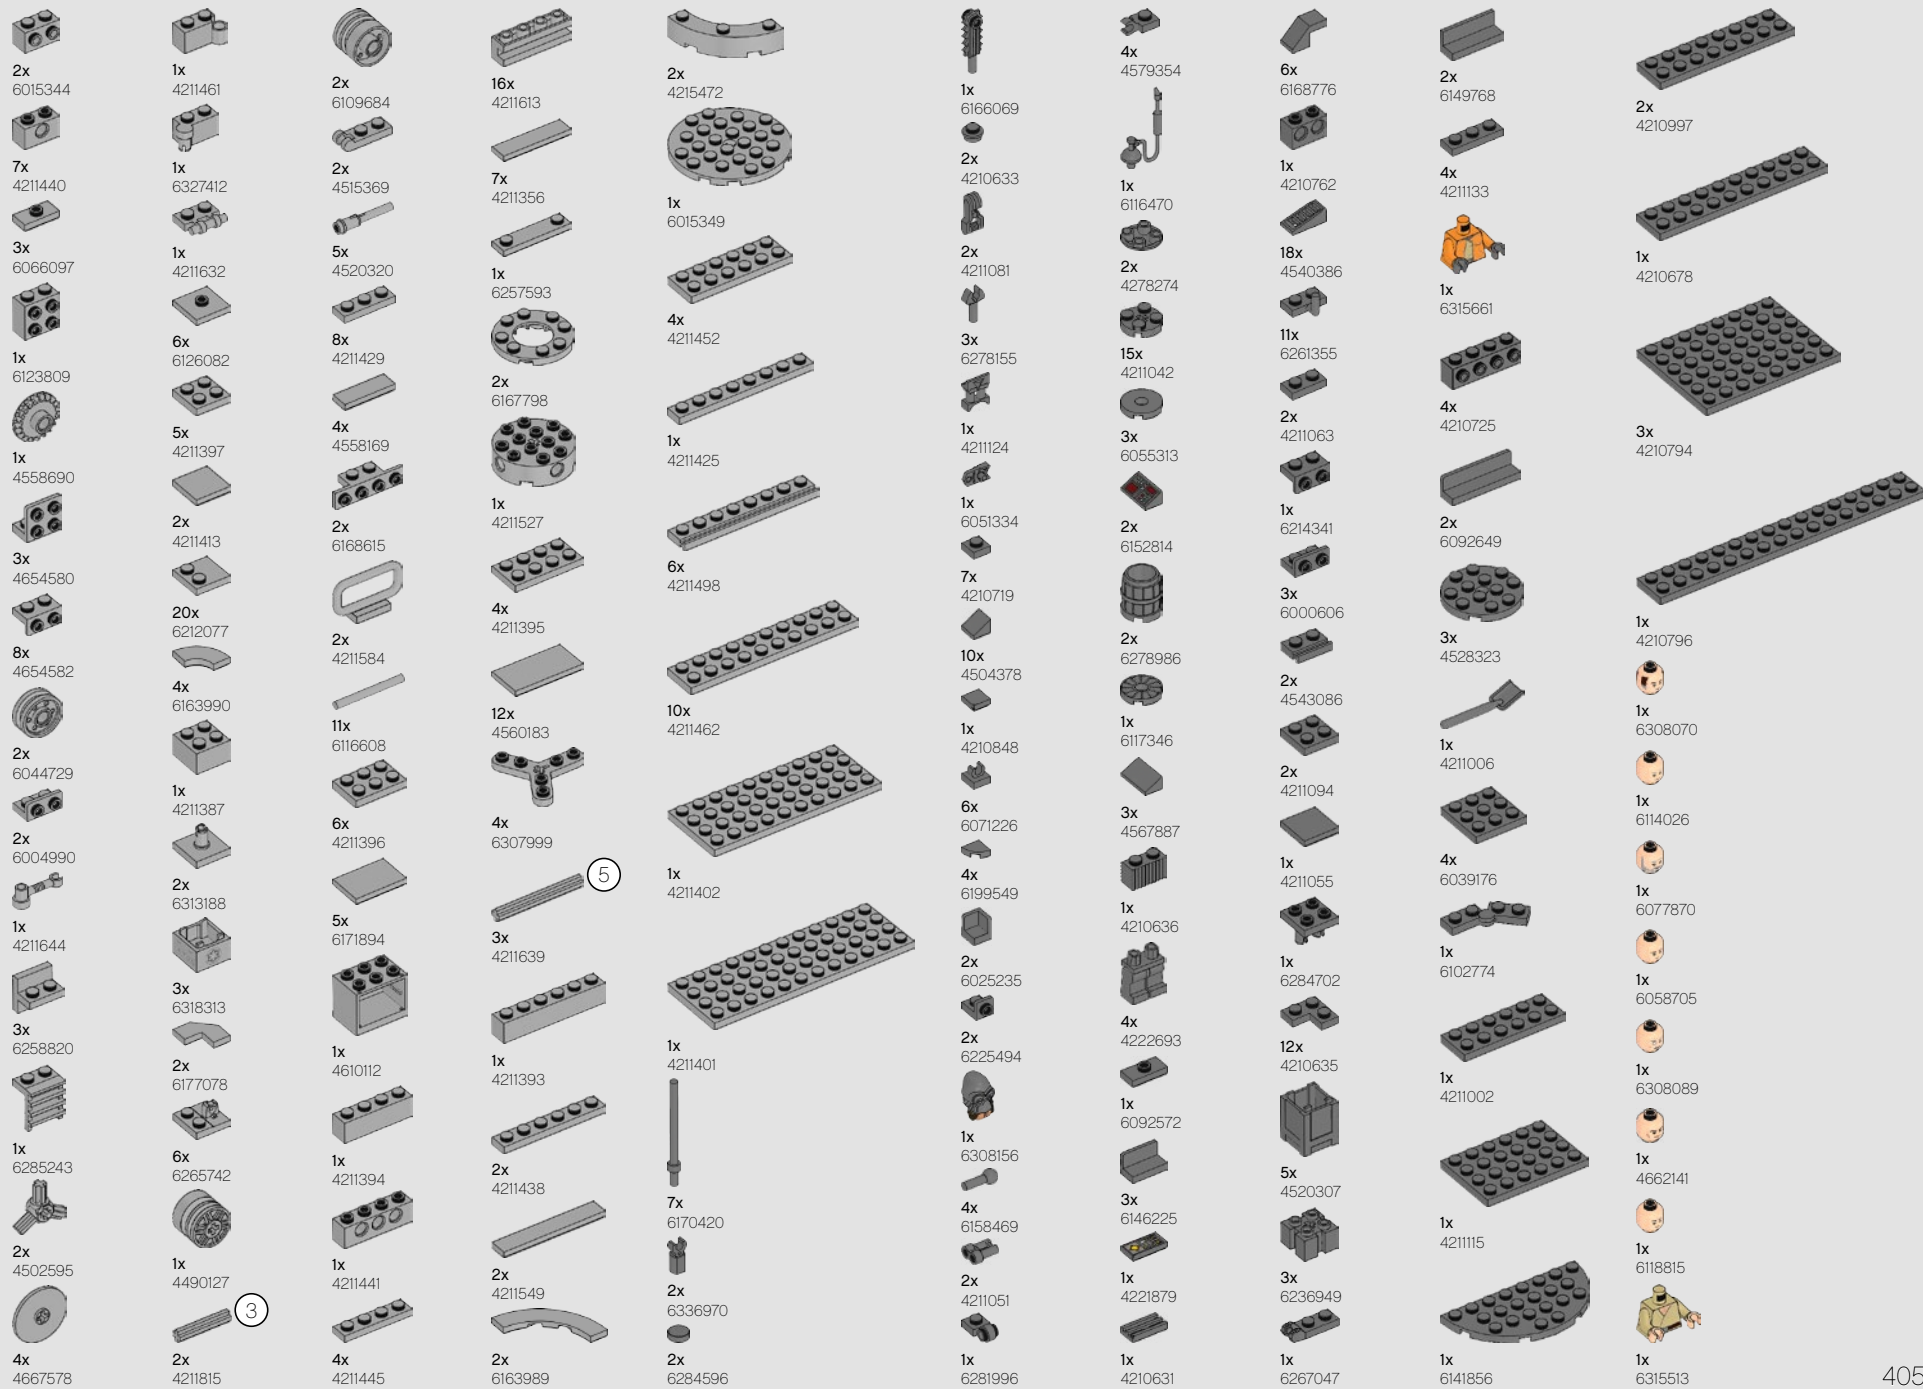 2x
6015344
7x
4211440
3x
6066097
1x
6123809
1x
4558690
3x
4654580
8x
4654582
2x
6044729
2x
6004990
1x
4211644
3x
6258820
1x
6285243
2x
4502595
4x
4667578
1x
4211461
1x
6327412
1x
4211632
6x
6126082
5x
4211397
2x
4211413
20x
6212077
4x
6163990
1x
4211387
2x
6313188
3x
6318313
2x
6177078
6x
6265742
1x
4490127
3
2x
4211815
2x
6109684
2x
4515369
5x
4520320
8x
4211429
4x
4558169
2x
6168615
2x
4211584
11x
6116608
6x
4211396
5x
6171894
1x
4610112
1x
4211394
1x
4211441
4x
4211445
16x
4211613
7x
4211356
1x
6257593
2x
6167798
1x
4211527
4x
4211395
12x
4560183
4x
6307999
5
3x
4211639
1x
4211393
2x
4211438
2x
4211549
2x
6163989
2x
4215472
1x
6015349
4x
4211452
1x
4211425
6x
4211498
10x
4211462
1x
4211402
1x
4211401
7x
6170420
2x
6336970
2x
6284596
1x
6166069
2x
4210633
2x
4211081
3x
6278155
1x
4211124
1x
6051334
7x
4210719
10x
4504378
1x
4210848
6x
6071226
4x
6199549
2x
6025235
2x
6225494
1x
6308156
4x
6158469
2x
4211051
1x
6281996
4x
4579354
1x
6116470
2x
4278274
15x
4211042
3x
6055313
2x
6152814
2x
6278986
1x
6117346
3x
4567887
1x
4210636
4x
4222693
1x
6092572
3x
6146225
1x
4221879
1x
4210631
6x
6168776
1x
4210762
18x
4540386
11x
6261355
2x
4211063
1x
6214341
3x
6000606
2x
4543086
2x
4211094
1x
4211055
1x
6284702
12x
4210635
5x
4520307
3x
6236949
1x
6267047
2x
6149768
4x
4211133
1x
6315661
4x
4210725
2x
6092649
3x
4528323
1x
4211006
4x
6039176
1x
6102774
1x
4211002
1x
4211115
1x
6141856
2x
4210997
1x
4210678
3x
4210794
1x
4210796
1x
6308070
1x
6114026
1x
6077870
1x
6058705
1x
6308089
1x
4662141
1x
6118815
1x
6315513
405